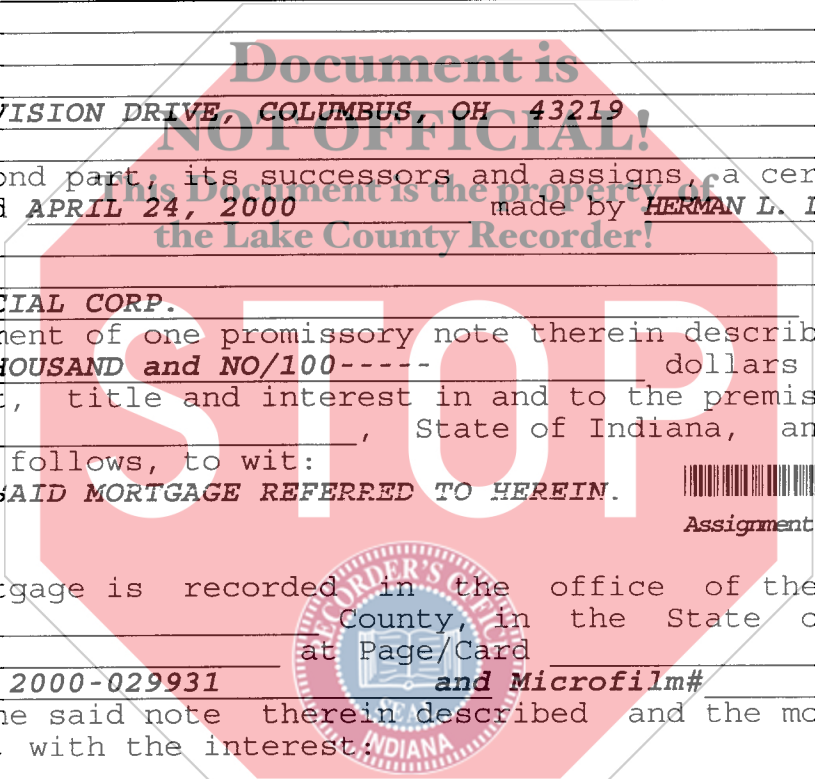 Document is
VISION DRIVE, COLUMBUS, OH 43219
NOT OFFICIAL!
ond part, its successors and assigns, a cer
This Document is the property of
d APRIL 24, 2000 made by HERMAN L.
the Lake County Recorder!
CIAL CORP.
ment of one promissory note therein describ
HOUSAND and NO/100----- dollars
t, title and interest in and to the premis
, State of Indiana, an
follows, to wit:
SAID MORTGAGE REFERRED TO HEREIN.
Assignment
STOP
tgage is recorded in the office of the
County, in the State o
at Page/Card
2000-029931 and Microfilm#
he said note therein described and the mo
with the interest:
RECORDER'S OFFICE
SEAL
INDIANA